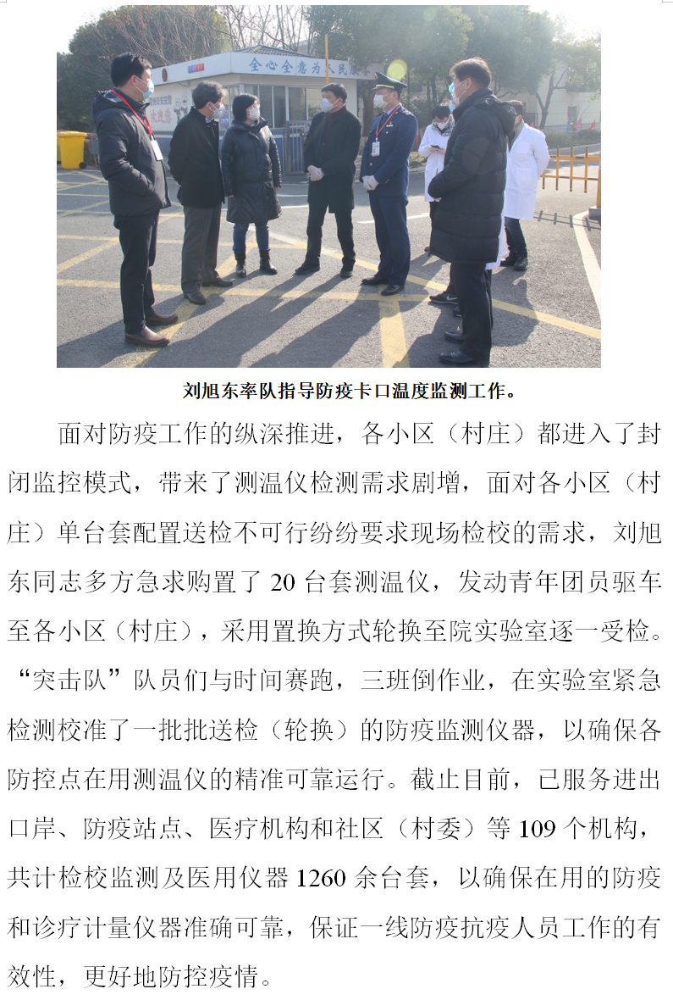 全心全意为人民服务
刘旭东率队指导防疫卡口温度监测工作。
面对防疫工作的纵深推进，各小区（村庄）都进入了封
闭监控模式，带来了测温仪检测需求剧增，面对各小区（村
庄）单台套配置送检不可行纷纷要求现场检校的需求，刘旭
东同志多方急求购置了 20 台套测温仪，发动青年团员驱车
至各小区（村庄），采用置换方式轮换至院实验室逐一受检。
“突击队”队员们与时间赛跑，三班倒作业，在实验室紧急
检测校准了一批批送检（轮换）的防疫监测仪器，以确保各
防控点在用测温仪的精准可靠运行。截止目前，已服务进出
口岸、防疫站点、医疗机构和社区（村委）等 109 个机构，
共计检校监测及医用仪器 1260 余台套，以确保在用的防疫
和诊疗计量仪器准确可靠，保证一线防疫抗疫人员工作的有
效性，更好地防控疫情。